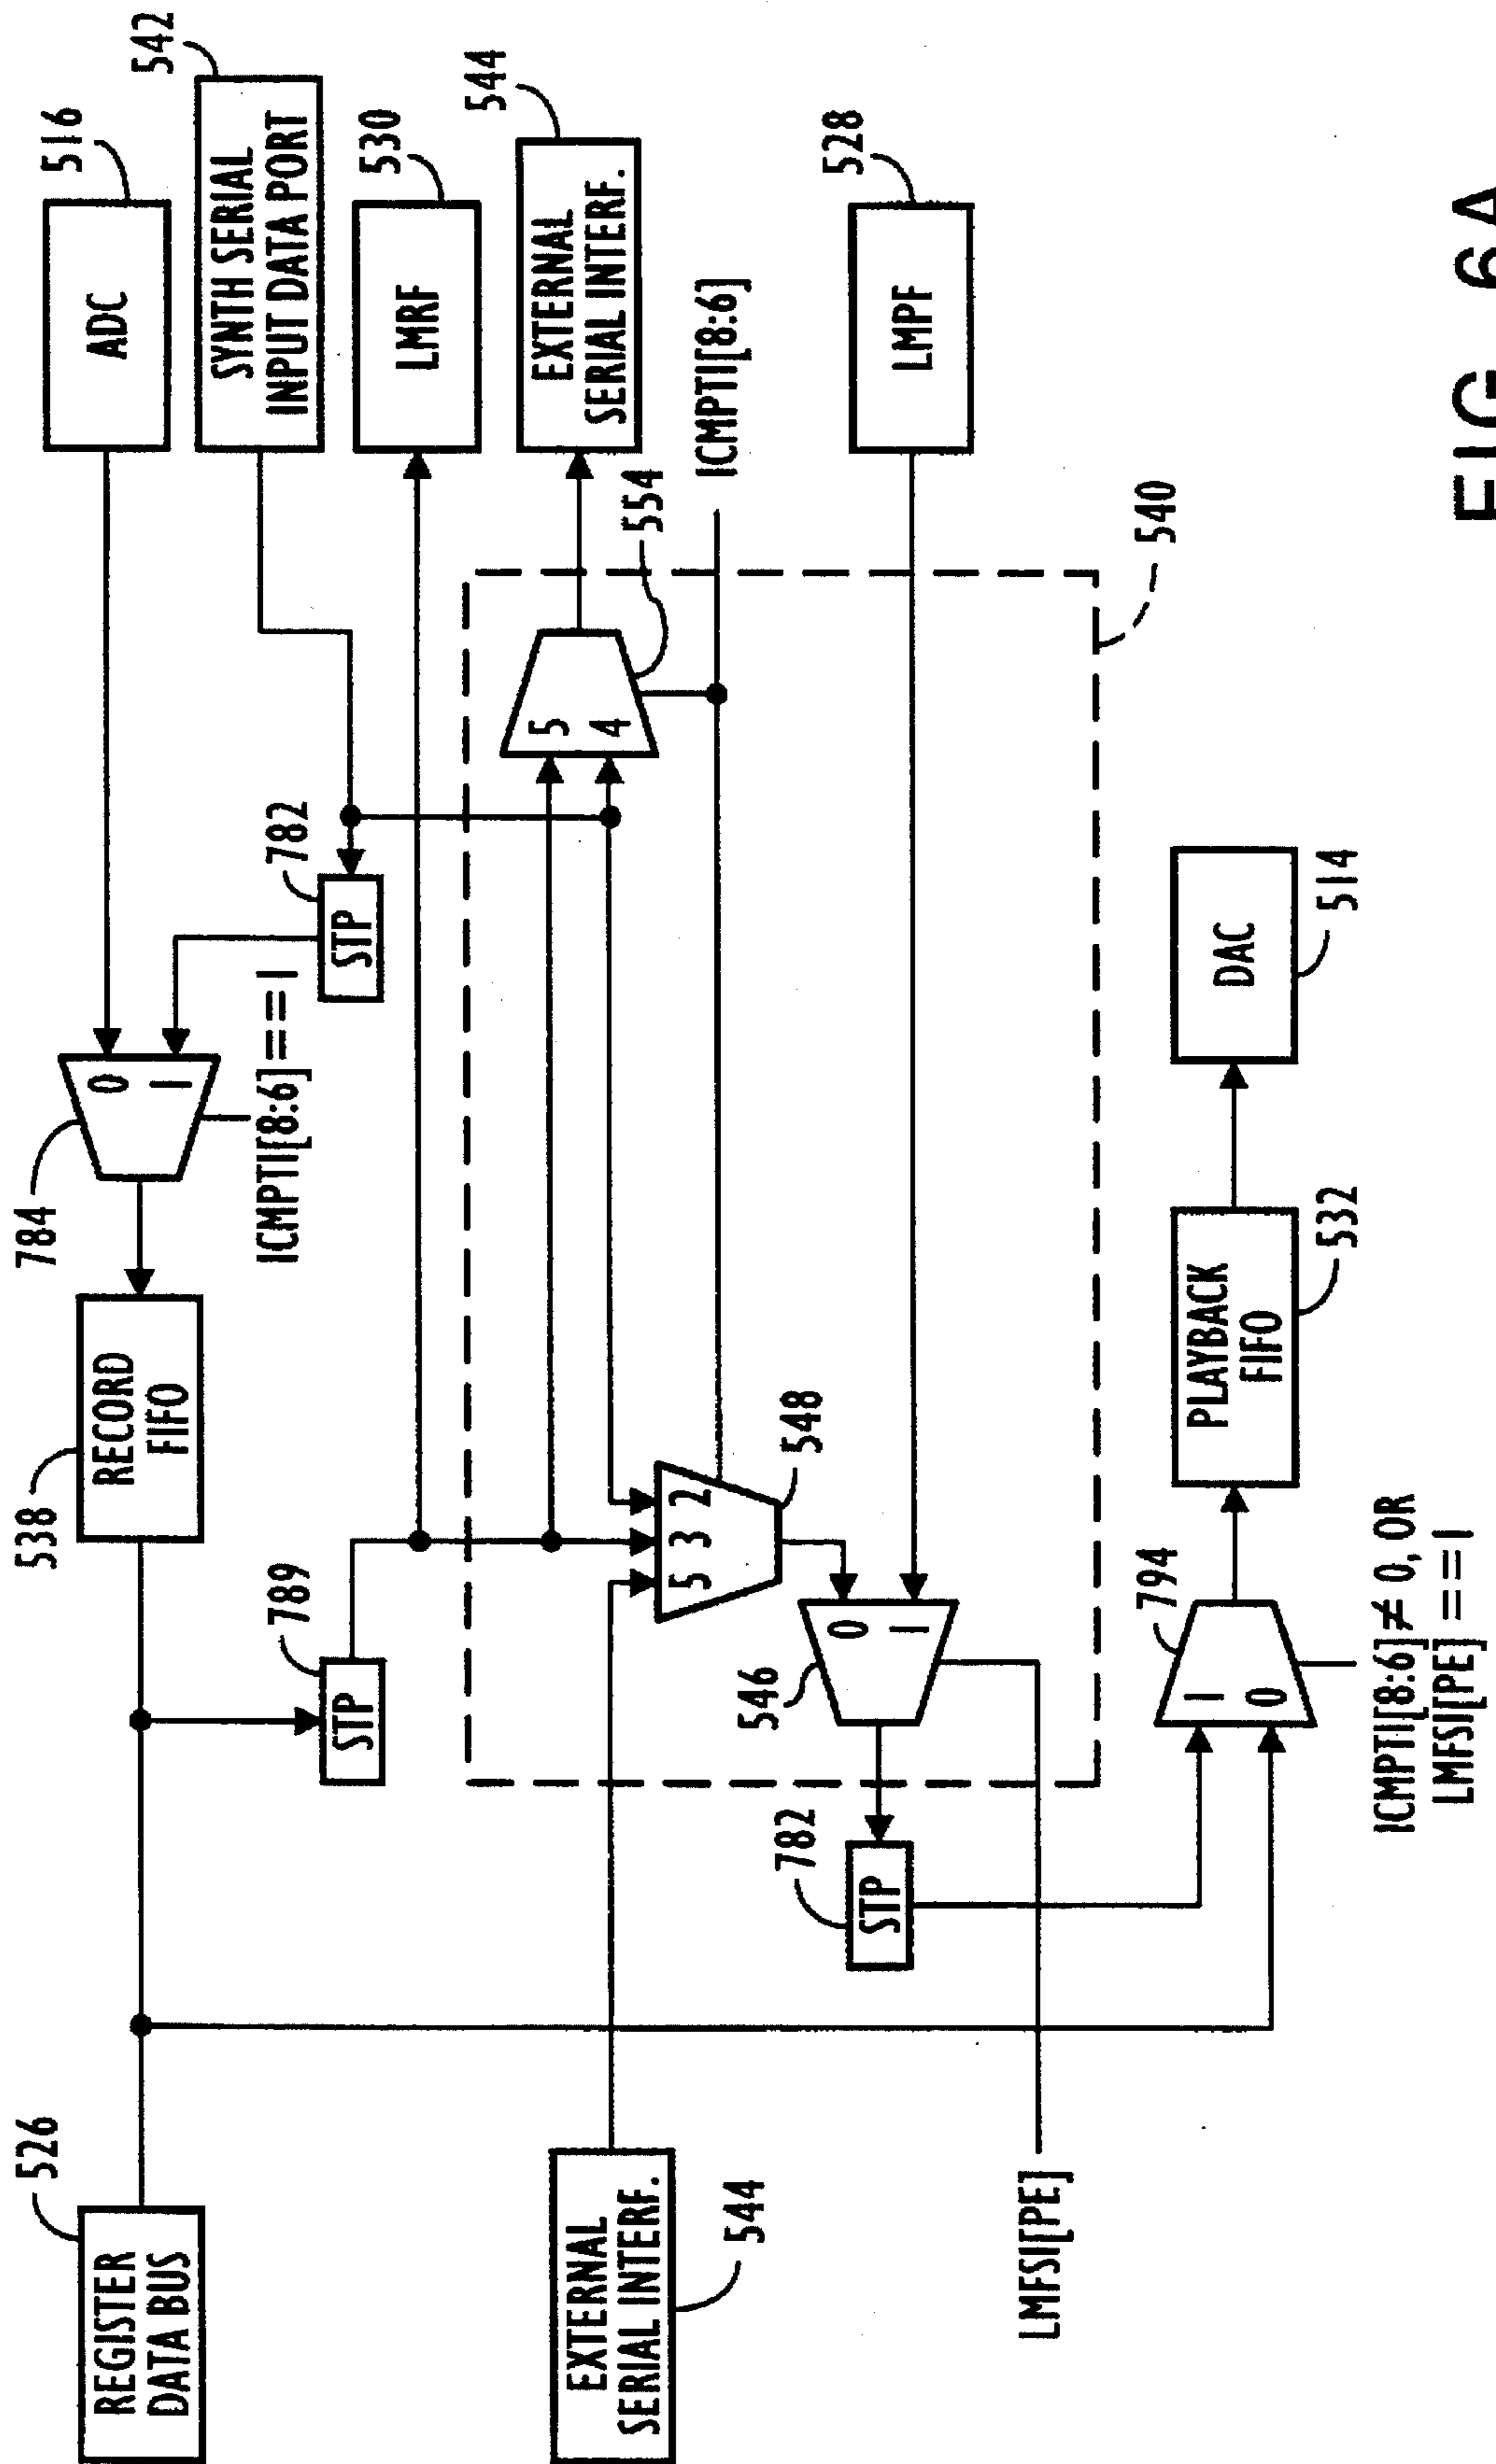 526
REGISTER
DATA BUS
538
RECORD
FIFO
784
0
1
ICMPTI[8:6]===1
782
STP
ADC
516
SYNTH SERIAL
INPUT DATA PORT
542
789
STP
LMRF
530
EXTERNAL
SERIAL INTERF.
544
5 3 2
548
5
4
554
EXTERNAL
SERIAL INTERF.
544
ICMPTI[8:6]
546
0
1
LMPF
528
782
STP
LMFSI[PE]
540
794
1
0
PLAYBACK
FIFO
532
DAC
514
ICMPTI[8:6]≠0, OR
LMFSI[PE]===1
FIG. 6A